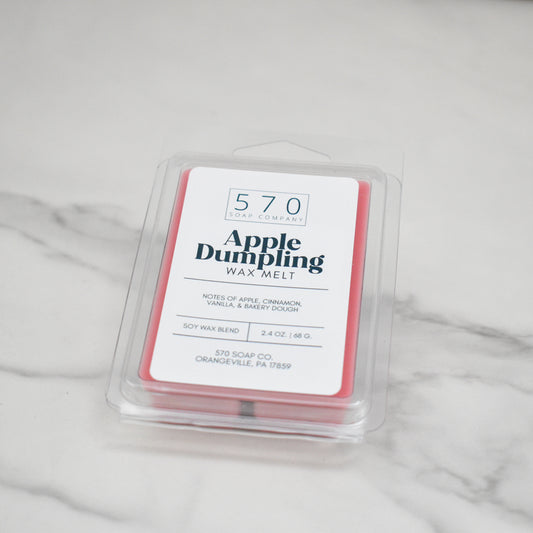 570
SOAP COMPANY
Apple
Dumpling
WAX MELT
NOTES OF APPLE, CINNAMON,
VANILLA, & BAKERY DOUGH
SOY WAX BLEND 2.4 OZ. | 68 G.
570 SOAP CO.
ORANGEVILLE, PA 17859